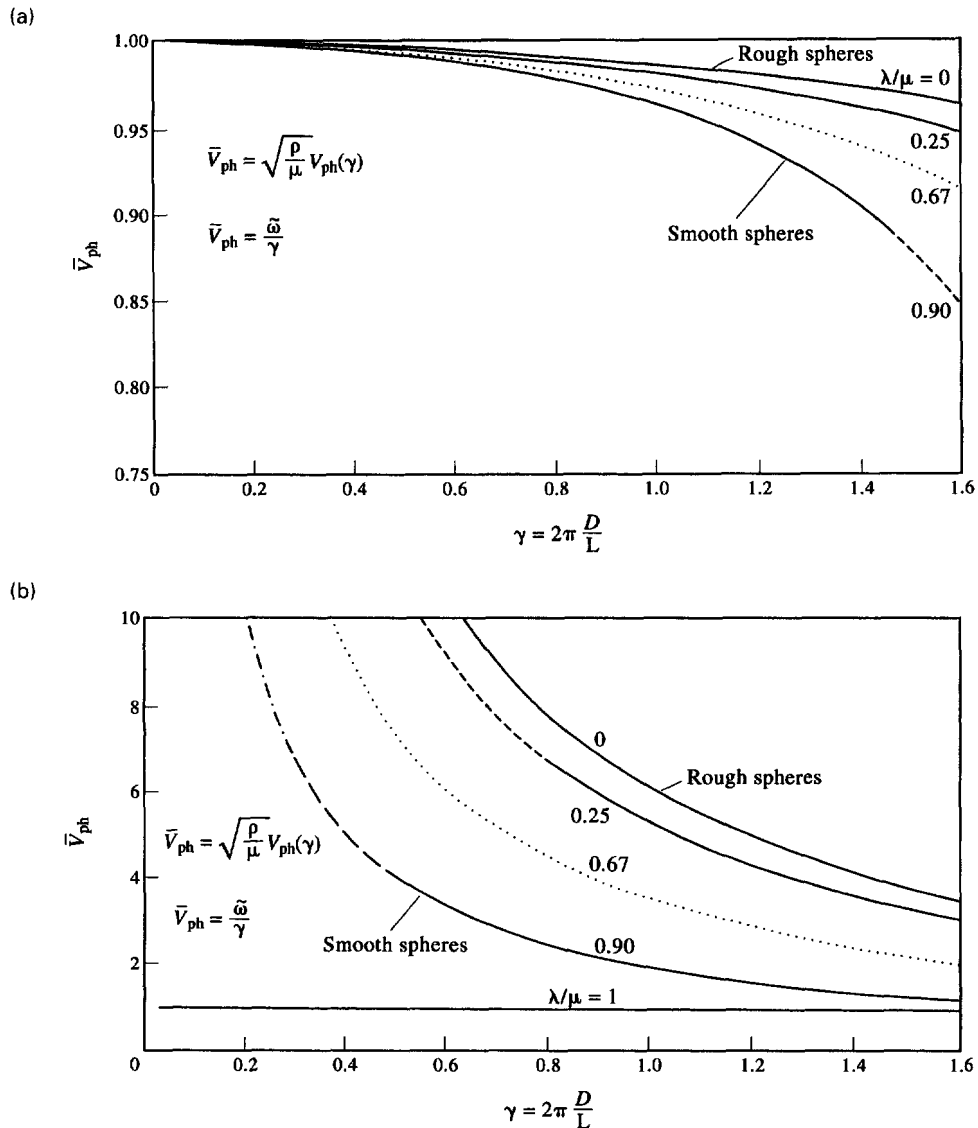 (a)
1.00
0.95
0.90
0.85
0.80
0.75
V̄ph
Rough spheres
λ/μ = 0
0.25
0.67
Smooth spheres
0.90
V̄ph = √(ρ/μ) Vph(γ)
V̄ph = ω̃/γ
0 0.2 0.4 0.6 0.8 1.0 1.2 1.4 1.6
γ = 2π D/L
(b)
10
8
6
4
2
0
V̄ph
0
Rough spheres
0.25
0.67
V̄ph = √(ρ/μ) Vph(γ)
V̄ph = ω̃/γ
Smooth spheres
0.90
λ/μ = 1
0.2 0.4 0.6 0.8 1.0 1.2 1.4 1.6
γ = 2π D/L